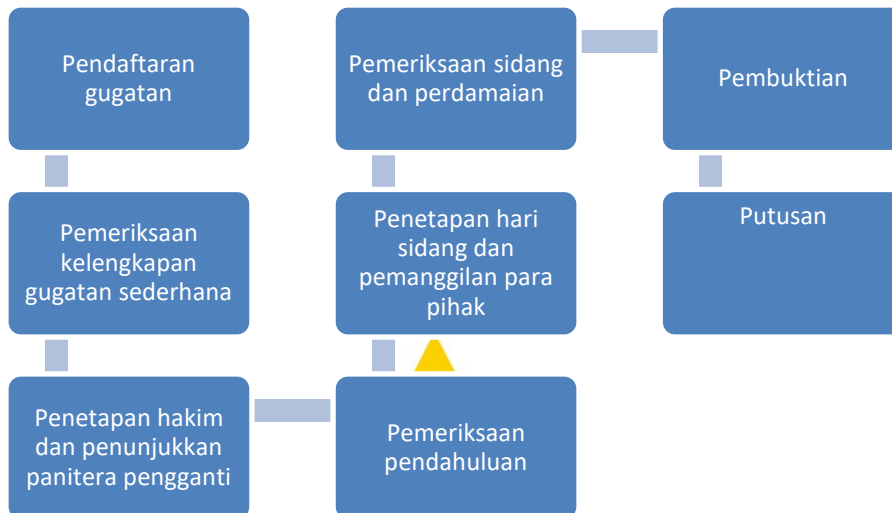 Pendaftaran
gugatan
Pemeriksaan
kelengkapan
gugatan sederhana
Penetapan hakim
dan penunjukkan
panitera pengganti
Pemeriksaan
pendahuluan
Penetapan hari
sidang dan
pemanggilan para
pihak
Pemeriksaan sidang
dan perdamaian
Pembuktian
Putusan